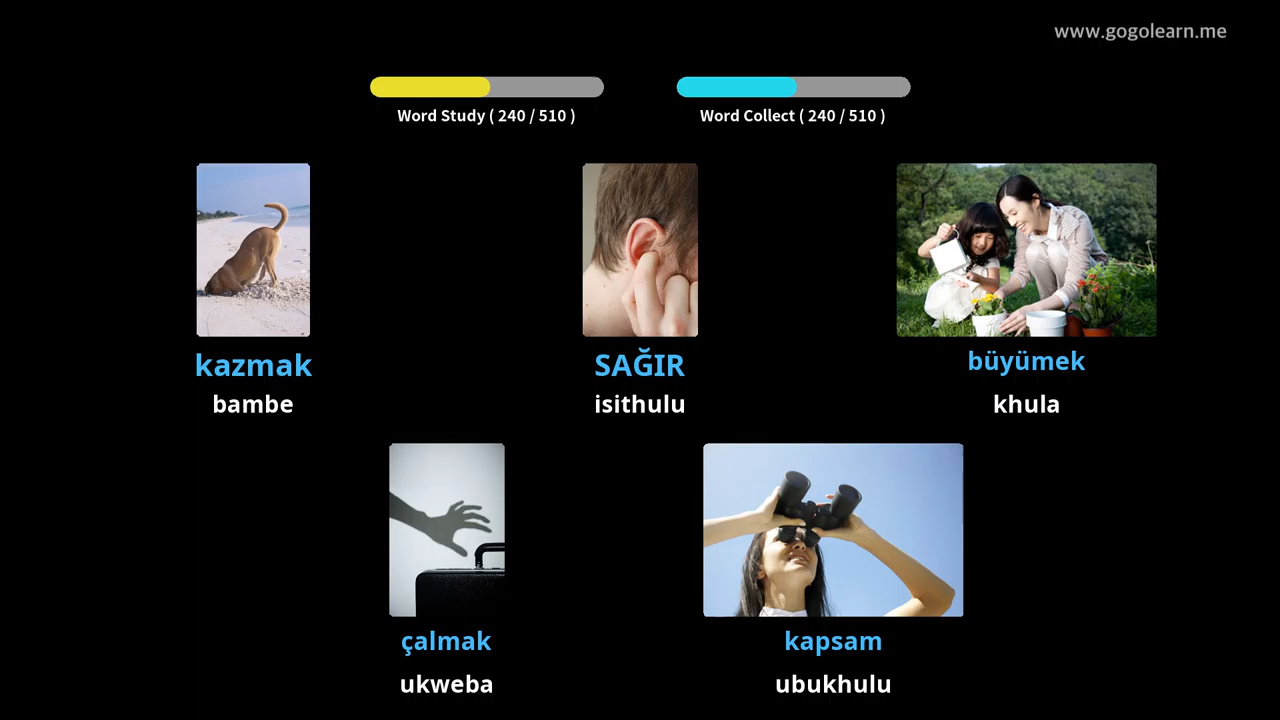 www.gogolearn.me
Word Study ( 240 / 510 )
Word Collect ( 240 / 510 )
kazmak
bambe
SAĞIR
isithulu
büyümek
khula
çalmak
ukweba
kapsam
ubukhulu